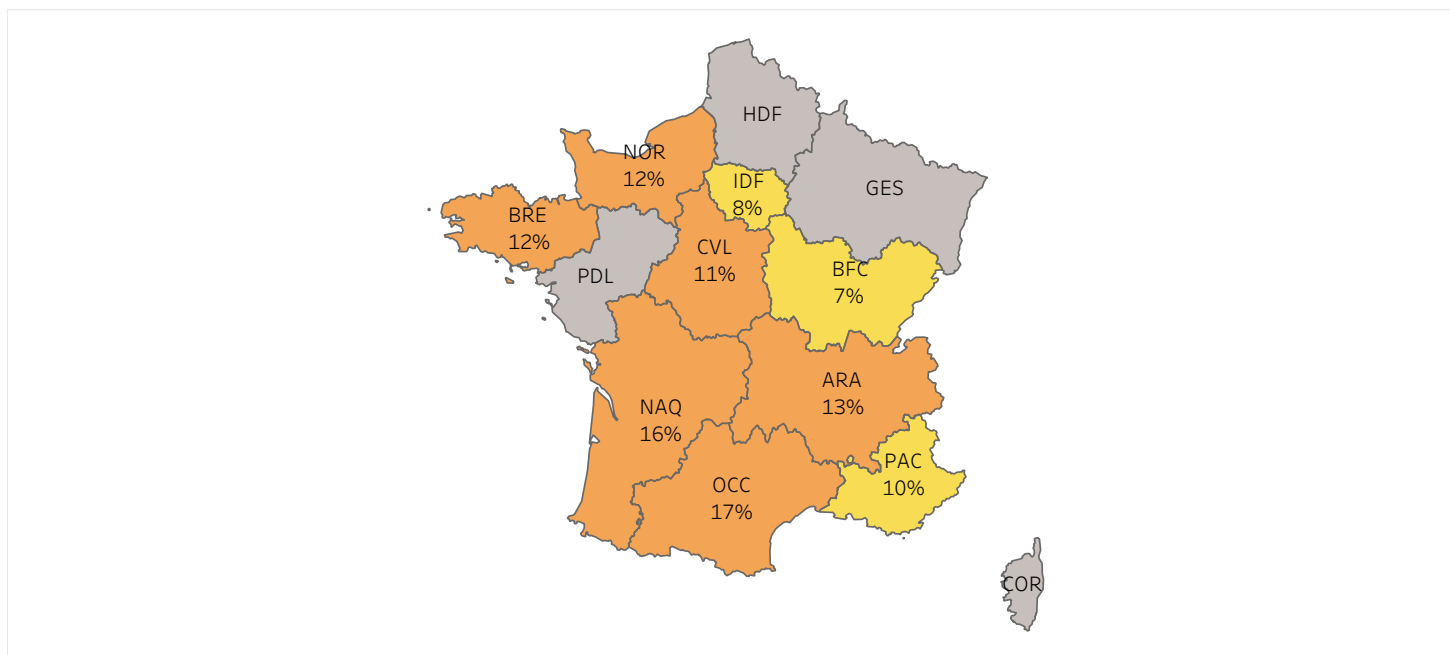 HDF
NOR
12%
IDF
8%
GES
BRE
12%
CVL
11%
PDL
BFC
7%
ARA
13%
NAQ
16%
PAC
10%
OCC
17%
COR